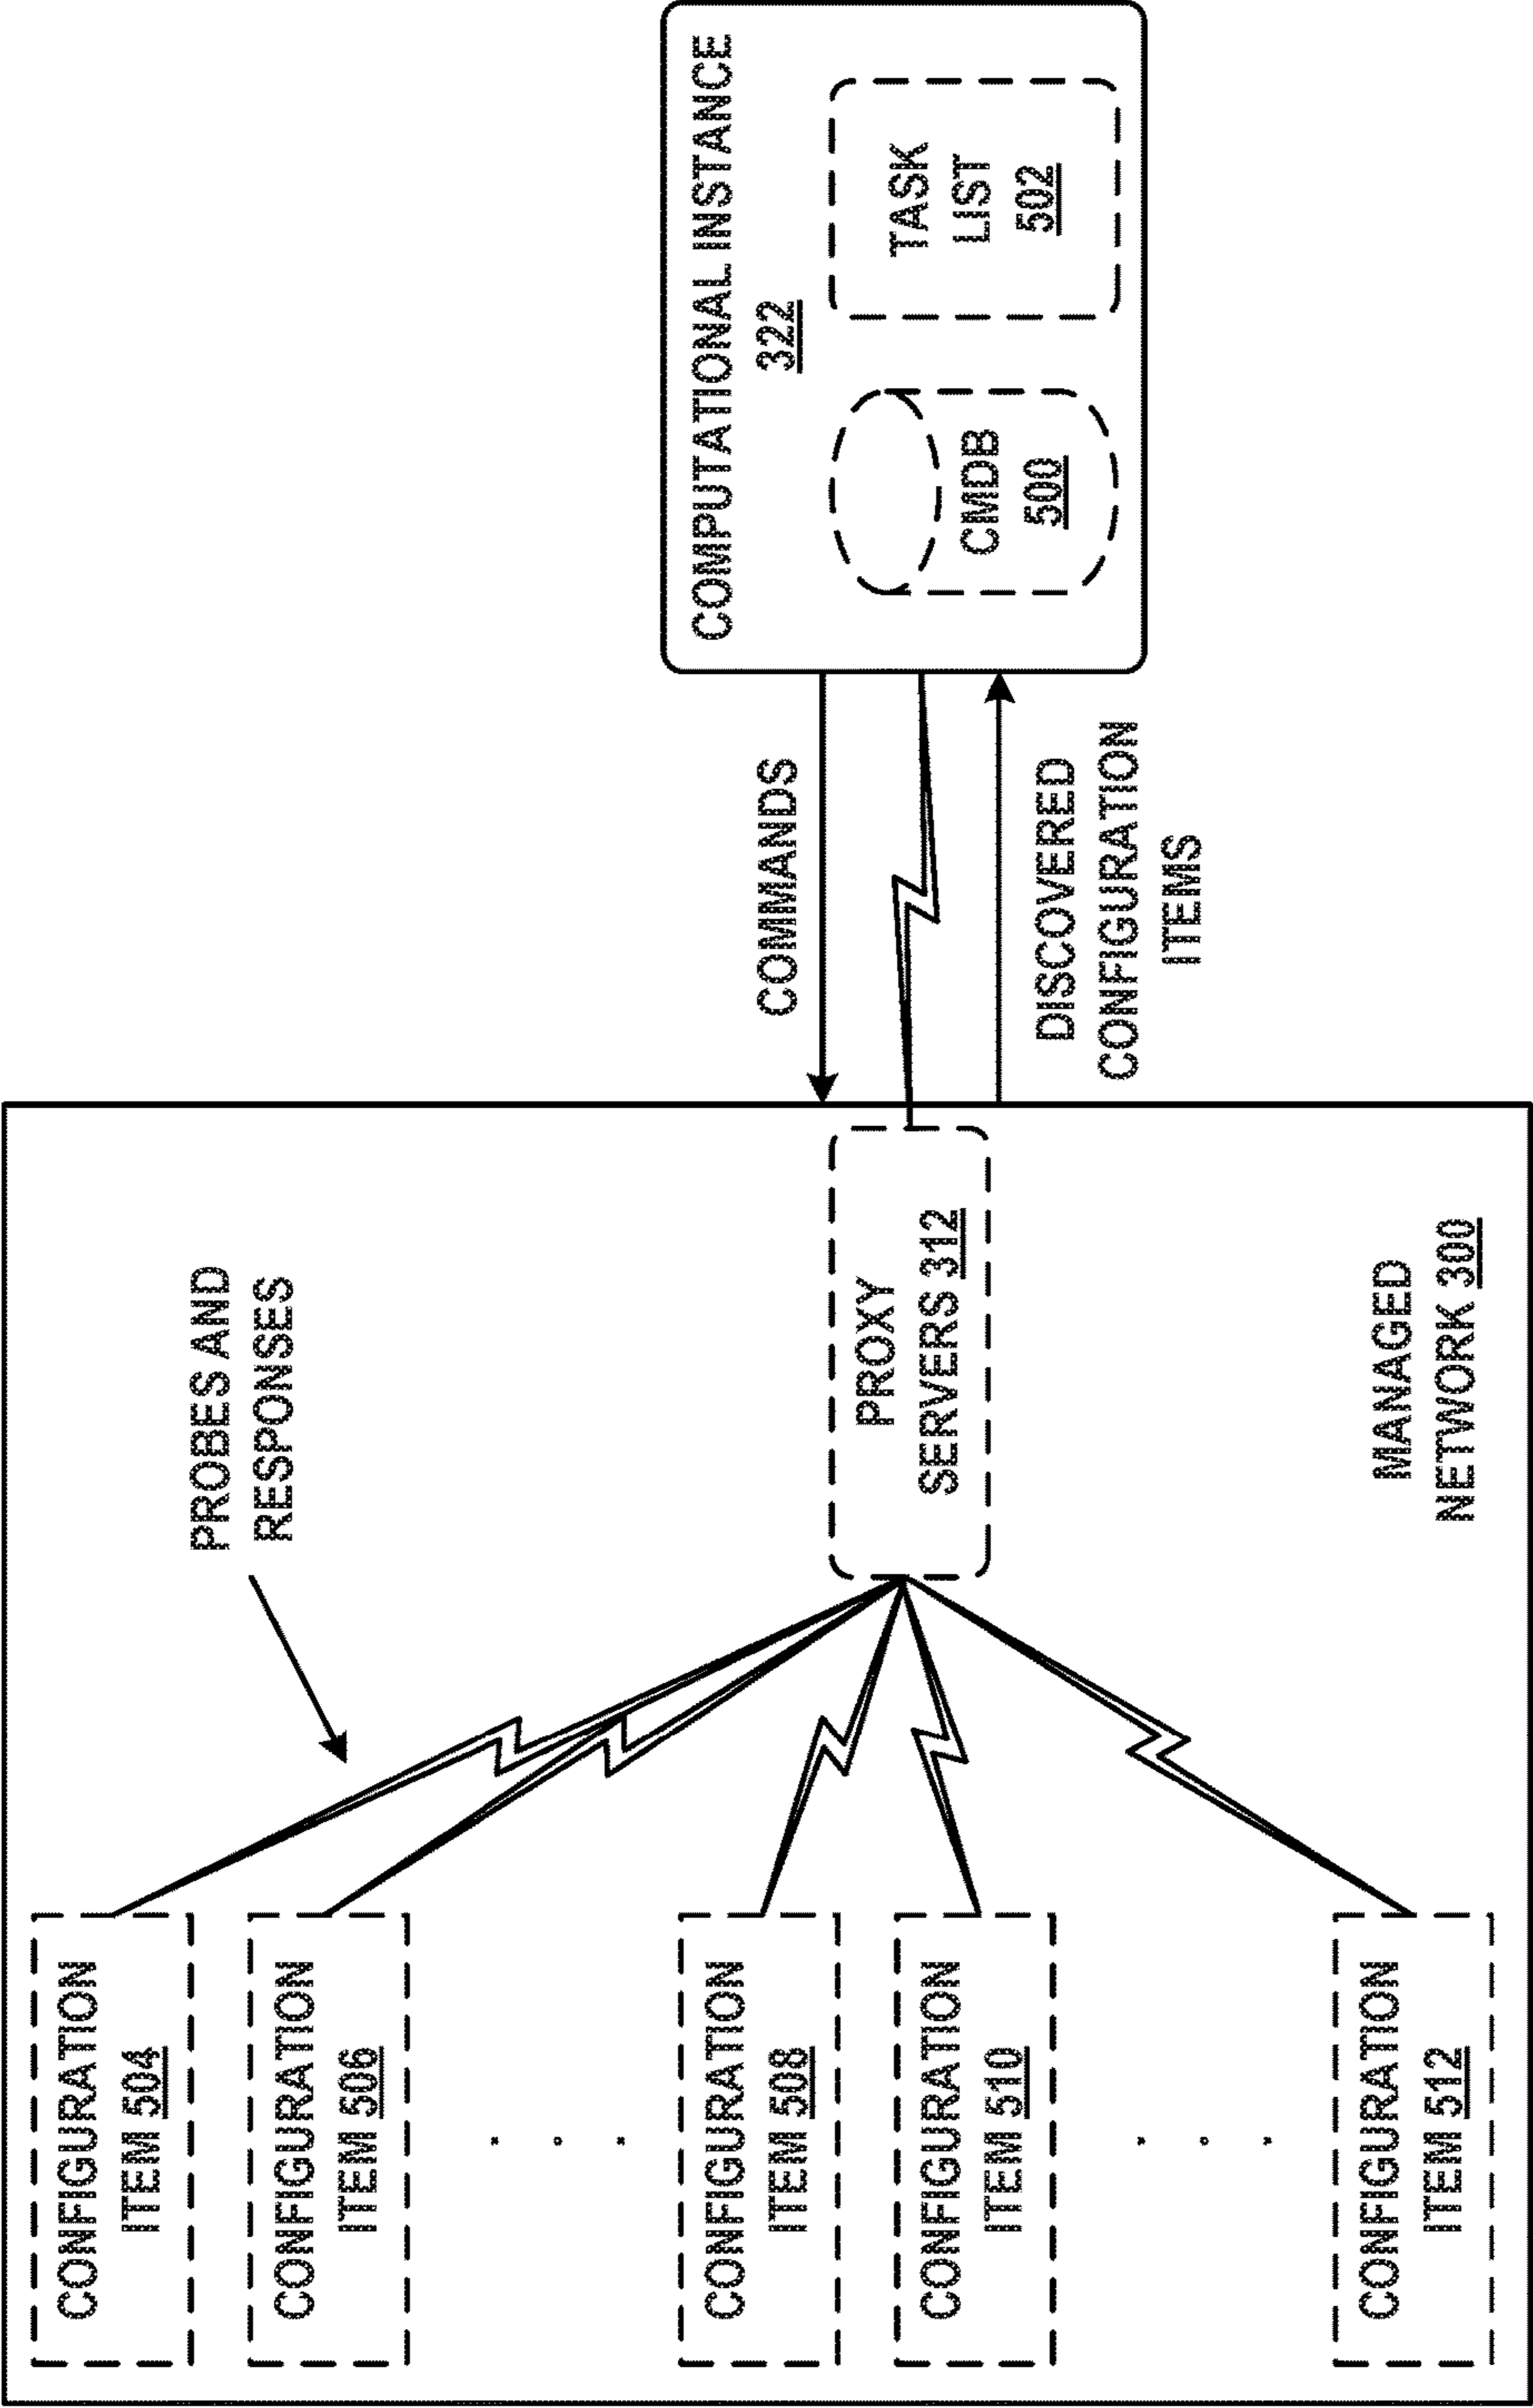 COMPUTATIONAL INSTANCE
322
CMDB
500
TASK
LIST
502
COMMANDS
DISCOVERED
CONFIGURATION
ITEMS
PROBES AND
RESPONSES
PROXY
SERVERS 312
MANAGED
NETWORK 300
CONFIGURATION
ITEM 504
CONFIGURATION
ITEM 506
CONFIGURATION
ITEM 508
CONFIGURATION
ITEM 510
CONFIGURATION
ITEM 512